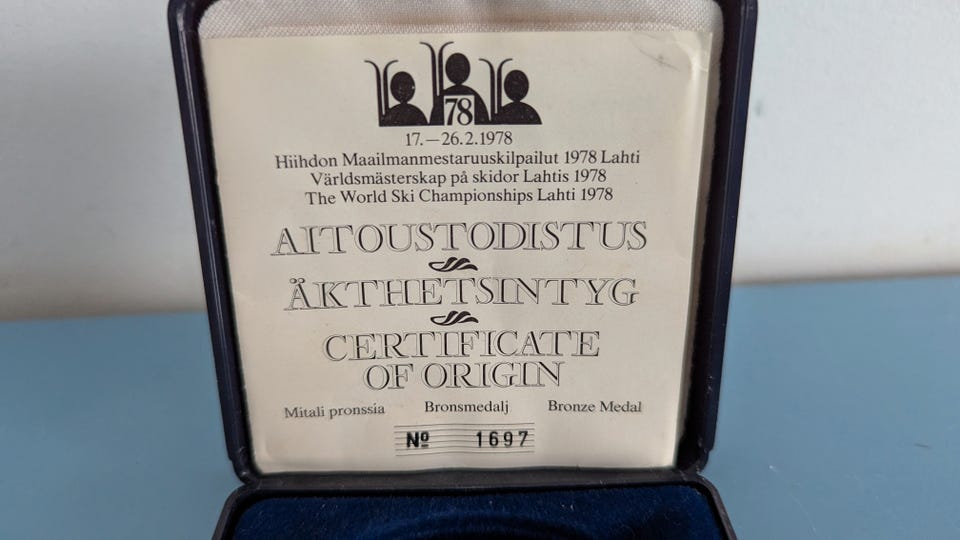 78
17.—26.2.1978
Hiihdon Maailmanmestaruuskilpailut 1978 Lahti
Världsmästerskap på skidor Lahtis 1978
The World Ski Championships Lahti 1978
AITOUSTODISTUS
ÄKTHETSINTYG
CERTIFICATE
OF ORIGIN
Mitali pronssia Bronsmedalj Bronze Medal
Nº 1697